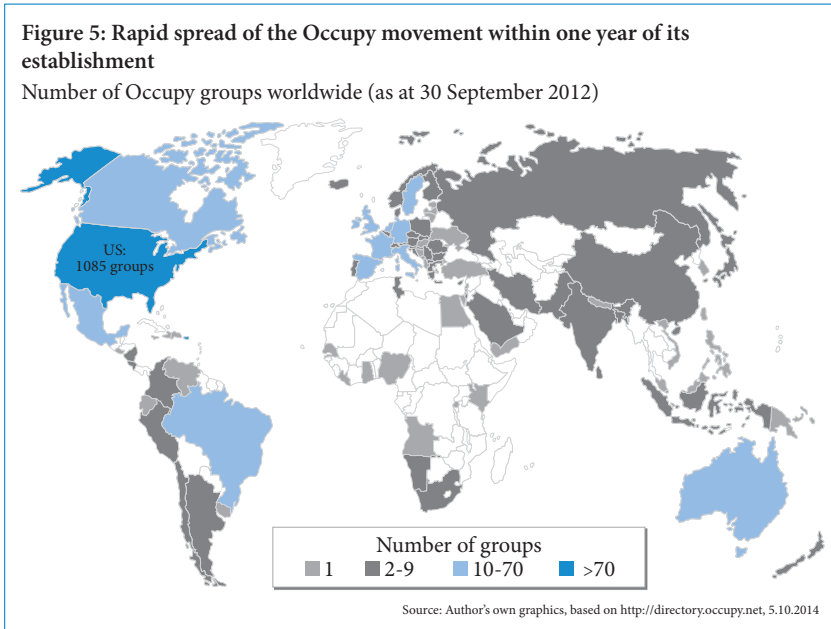 Figure 5: Rapid spread of the Occupy movement within one year of its
establishment
Number of Occupy groups worldwide (as at 30 September 2012)
US:
1085 groups
Number of groups
1 2-9 10-70 >70
Source: Author's own graphics, based on http://directory.occupy.net, 5.10.2014